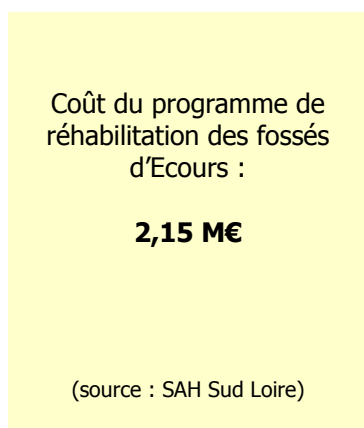 Coût du programme de
réhabilitation des fossés
d’Ecours :
2,15 M€
(source : SAH Sud Loire)